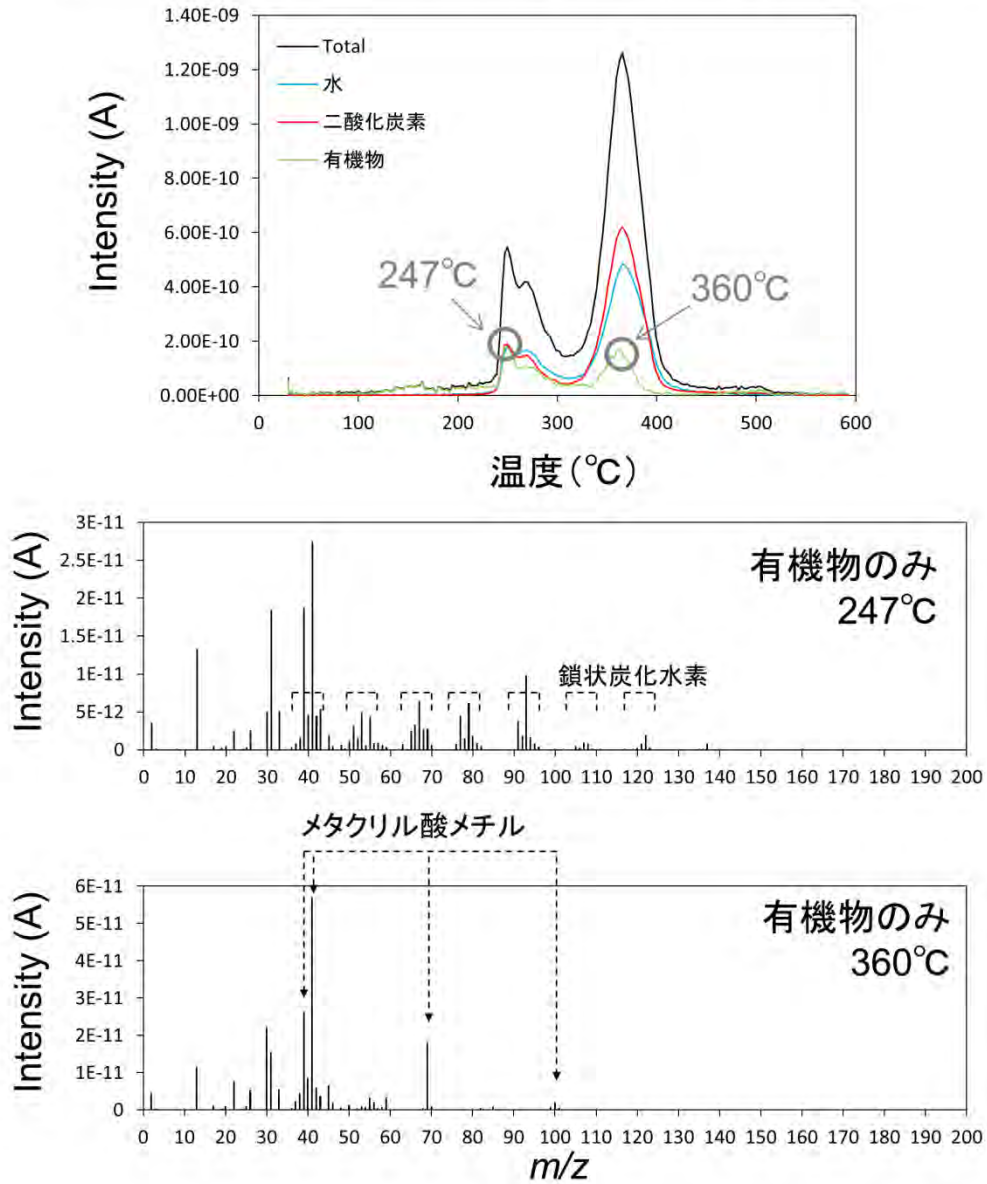 1.40E-09
1.20E-09
1.00E-09
8.00E-10
6.00E-10
4.00E-10
2.00E-10
0.00E+00
Intensity (A)
Total
水
二酸化炭素
有機物
247℃
360℃
0 100 200 300 400 500 600
温度(℃)
3E-11
2.5E-11
2E-11
1.5E-11
1E-11
5E-12
0
Intensity (A)
有機物のみ
247℃
鎖状炭化水素
0 10 20 30 40 50 60 70 80 90 100 110 120 130 140 150 160 170 180 190 200
メタクリル酸メチル
6E-11
5E-11
4E-11
3E-11
2E-11
1E-11
0
Intensity (A)
有機物のみ
360℃
0 10 20 30 40 50 60 70 80 90 100 110 120 130 140 150 160 170 180 190 200
m/z